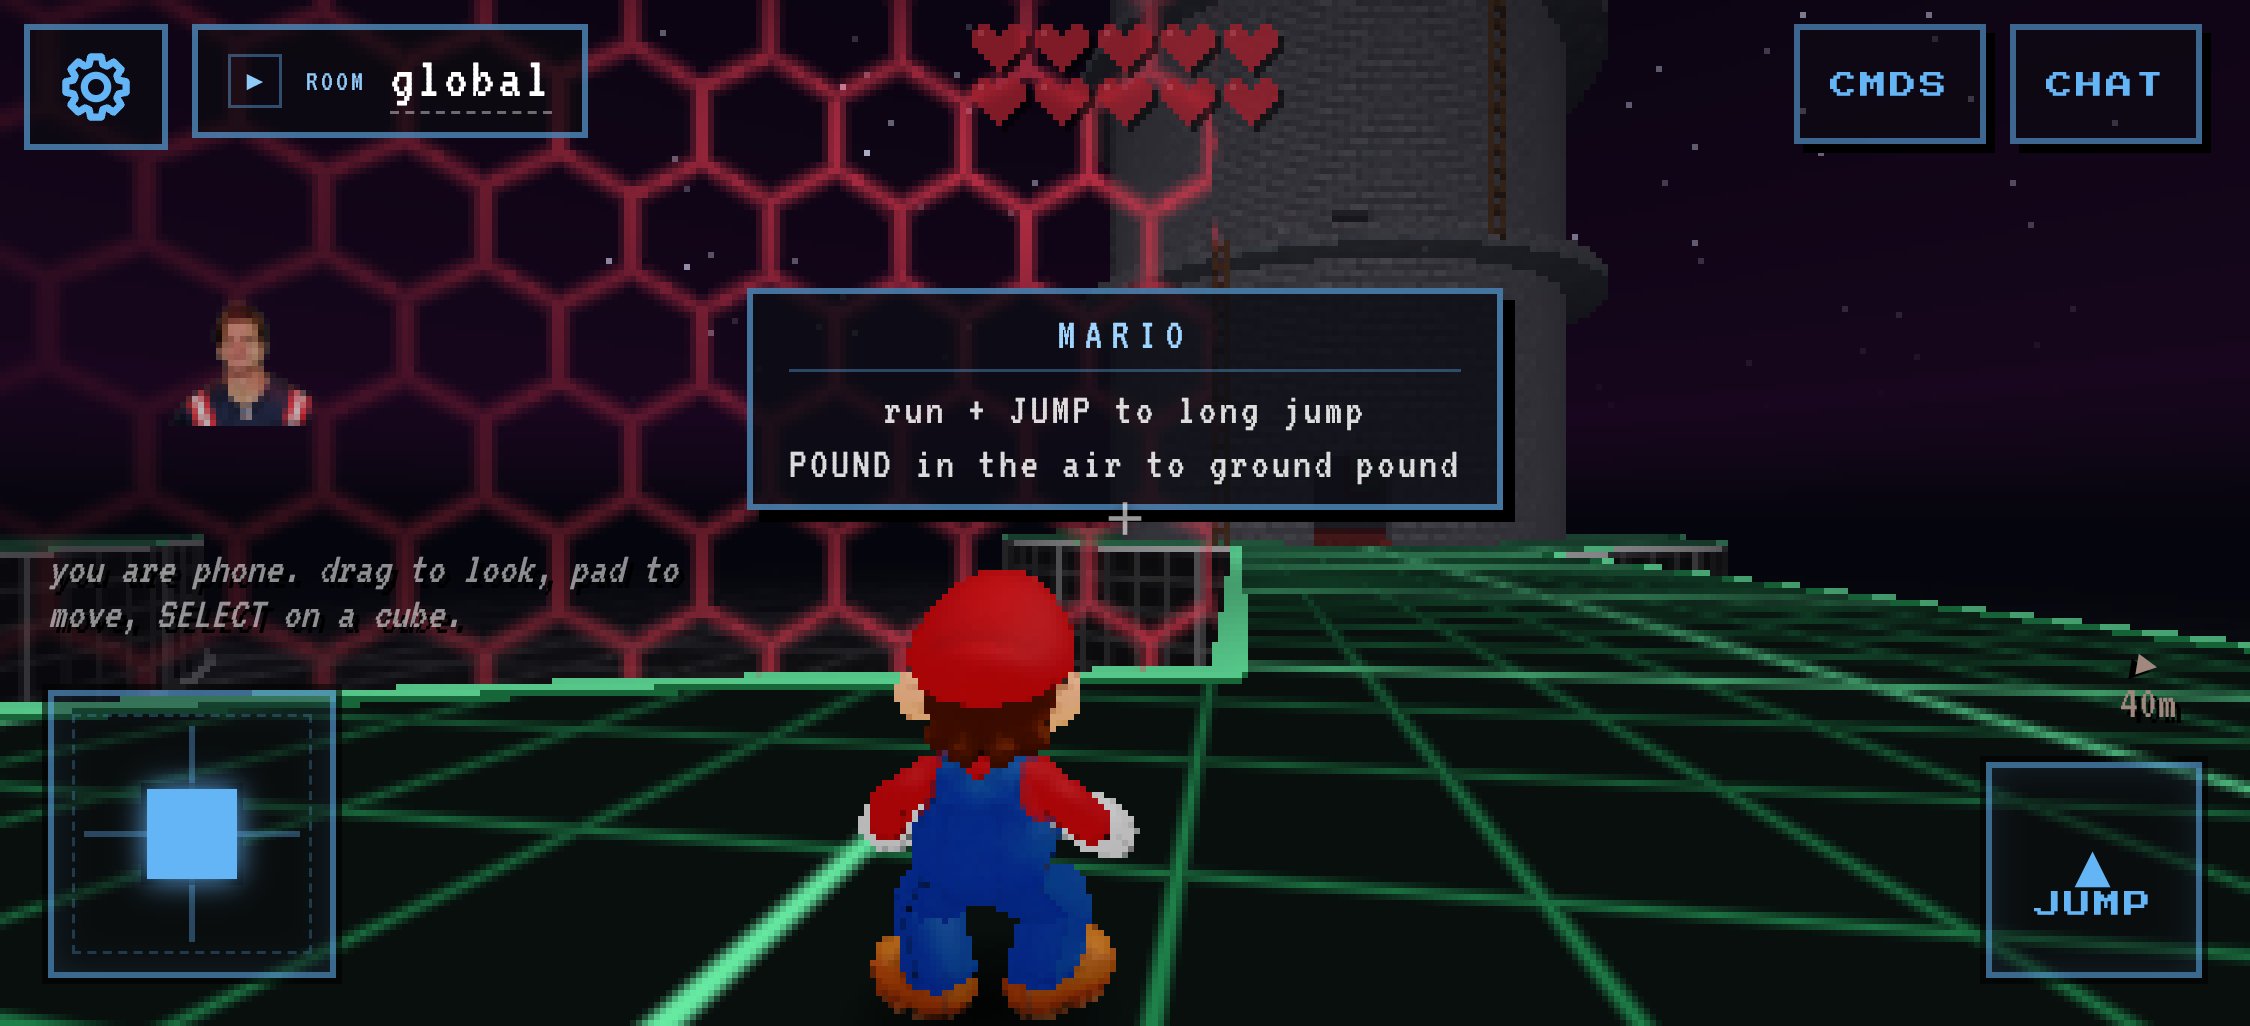 ROOM global
CMDS
CHAT
MARIO
run + JUMP to long jump
POUND in the air to ground pound
you are phone. drag to look, pad to
move, SELECT on a cube.
40m
JUMP